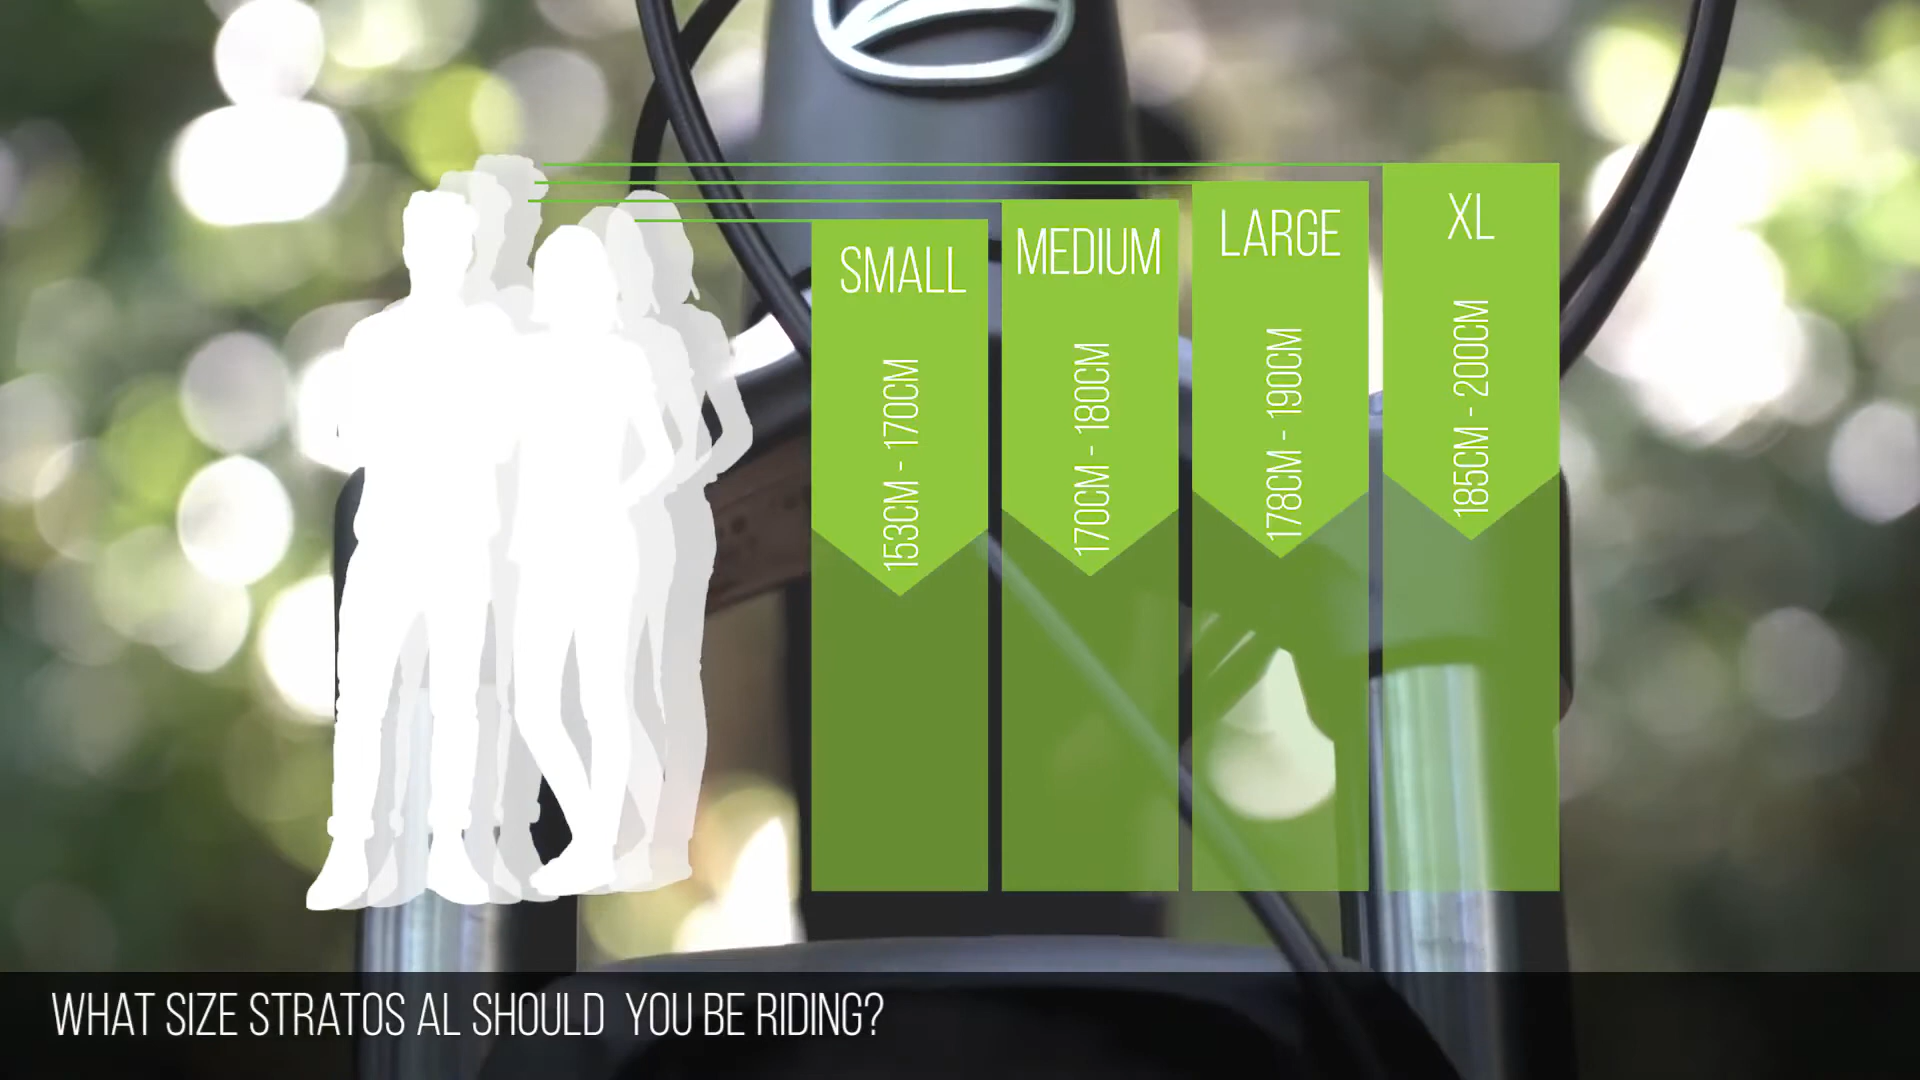 SMALL
153CM - 170CM
MEDIUM
170CM - 180CM
LARGE
178CM - 190CM
XL
185CM - 200CM
WHAT SIZE STRATOS AL SHOULD YOU BE RIDING?